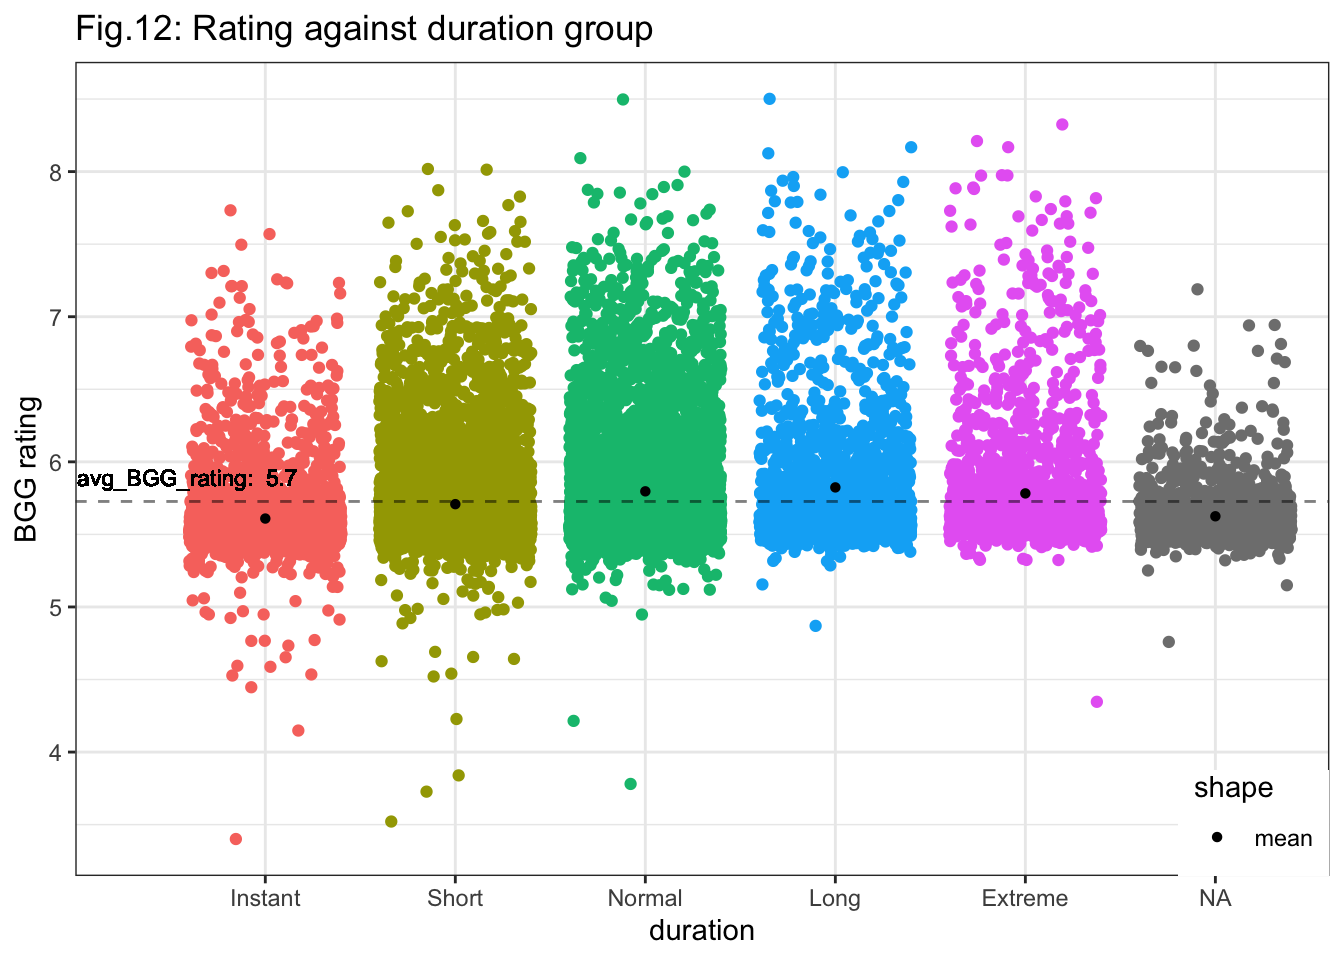 Fig.12: Rating against duration group
BGG rating
8
7
6
5
4
avg_BGG_rating:  5.7
shape
mean
Instant Short Normal Long Extreme NA
duration